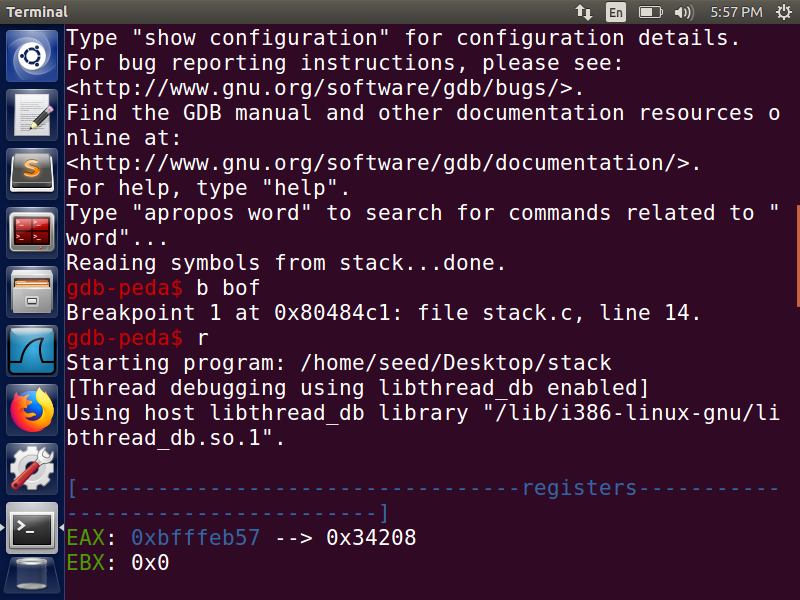 Terminal
En
5:57 PM
Type "show configuration" for configuration details.
For bug reporting instructions, please see:
<http://www.gnu.org/software/gdb/bugs/>.
Find the GDB manual and other documentation resources o
nline at:
<http://www.gnu.org/software/gdb/documentation/>.
For help, type "help".
Type "apropos word" to search for commands related to "
word"...
Reading symbols from stack...done.
gdb-peda$ b bof
Breakpoint 1 at 0x80484c1: file stack.c, line 14.
gdb-peda$ r
Starting program: /home/seed/Desktop/stack
[Thread debugging using libthread_db enabled]
Using host libthread_db library "/lib/i386-linux-gnu/li
bthread_db.so.1".
[----------------------------------registers-----------
------------------------]
EAX: 0xbfffeb57 --> 0x34208
EBX: 0x0